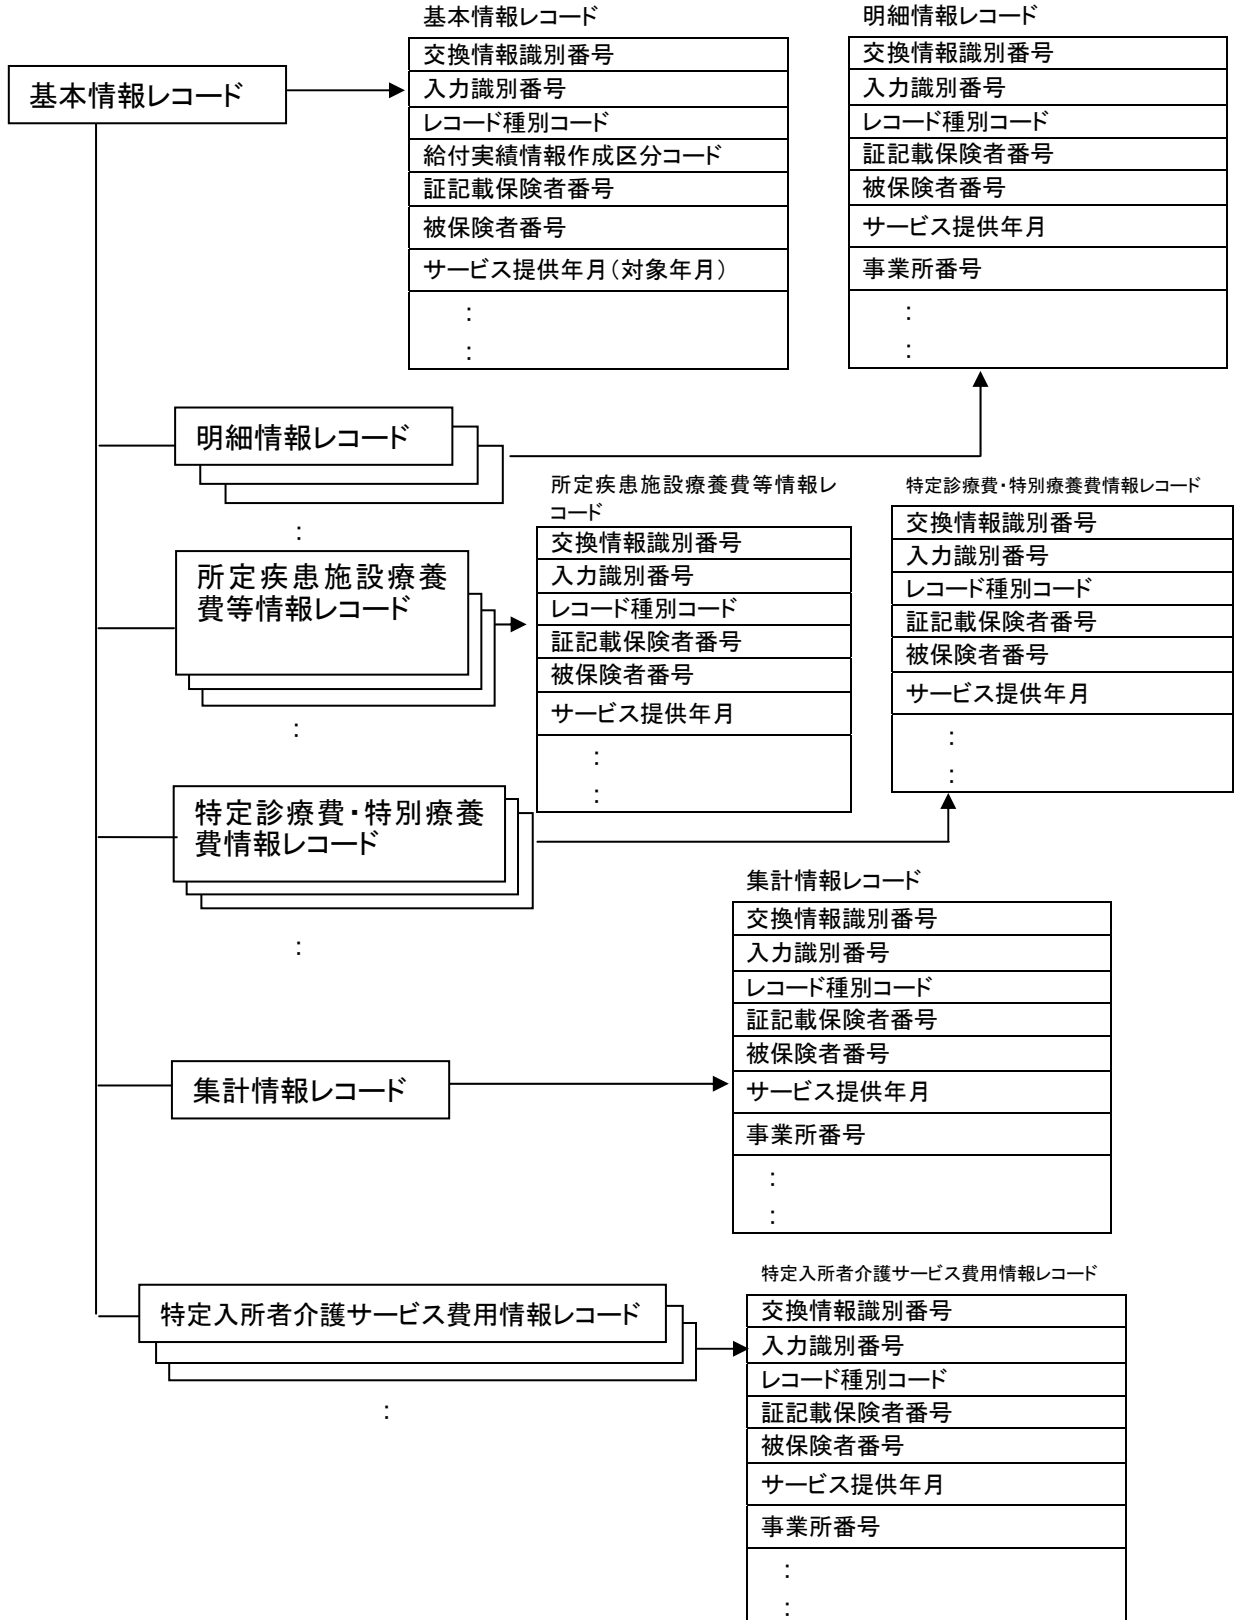 基本情報レコード
基本情報レコード
交換情報識別番号
入力識別番号
レコード種別コード
給付実績情報作成区分コード
証記載保険者番号
被保険者番号
サービス提供年月(対象年月)
:
:
明細情報レコード
交換情報識別番号
入力識別番号
レコード種別コード
証記載保険者番号
被保険者番号
サービス提供年月
事業所番号
:
:
明細情報レコード
:
所定疾患施設療養
費等情報レコード
:
所定疾患施設療養費等情報レ
コード
交換情報識別番号
入力識別番号
レコード種別コード
証記載保険者番号
被保険者番号
サービス提供年月
:
:
特定診療費・特別療養費情報レコード
交換情報識別番号
入力識別番号
レコード種別コード
証記載保険者番号
被保険者番号
サービス提供年月
:
:
特定診療費・特別療養
費情報レコード
:
集計情報レコード
集計情報レコード
交換情報識別番号
入力識別番号
レコード種別コード
証記載保険者番号
被保険者番号
サービス提供年月
事業所番号
:
:
特定入所者介護サービス費用情報レコード
:
特定入所者介護サービス費用情報レコード
交換情報識別番号
入力識別番号
レコード種別コード
証記載保険者番号
被保険者番号
サービス提供年月
事業所番号
:
: